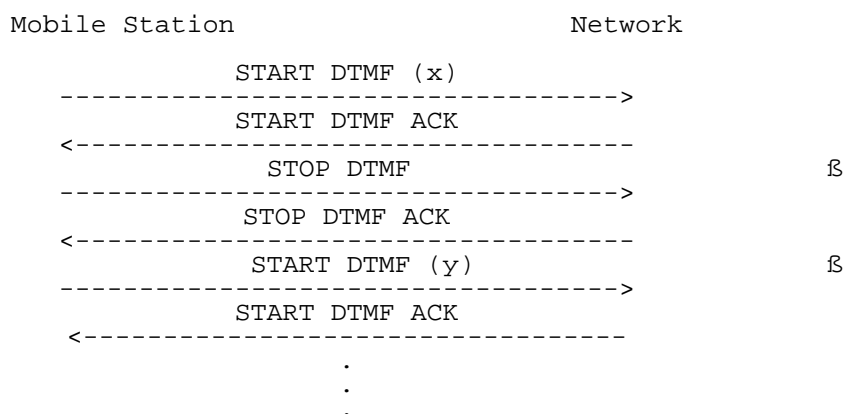 Mobile Station Network
START DTMF (x)
----------------------------------->
START DTMF ACK
<-----------------------------------
STOP DTMF ß
----------------------------------->
STOP DTMF ACK
<-----------------------------------
START DTMF (y) ß
----------------------------------->
START DTMF ACK
<----------------------------------
.
.
.